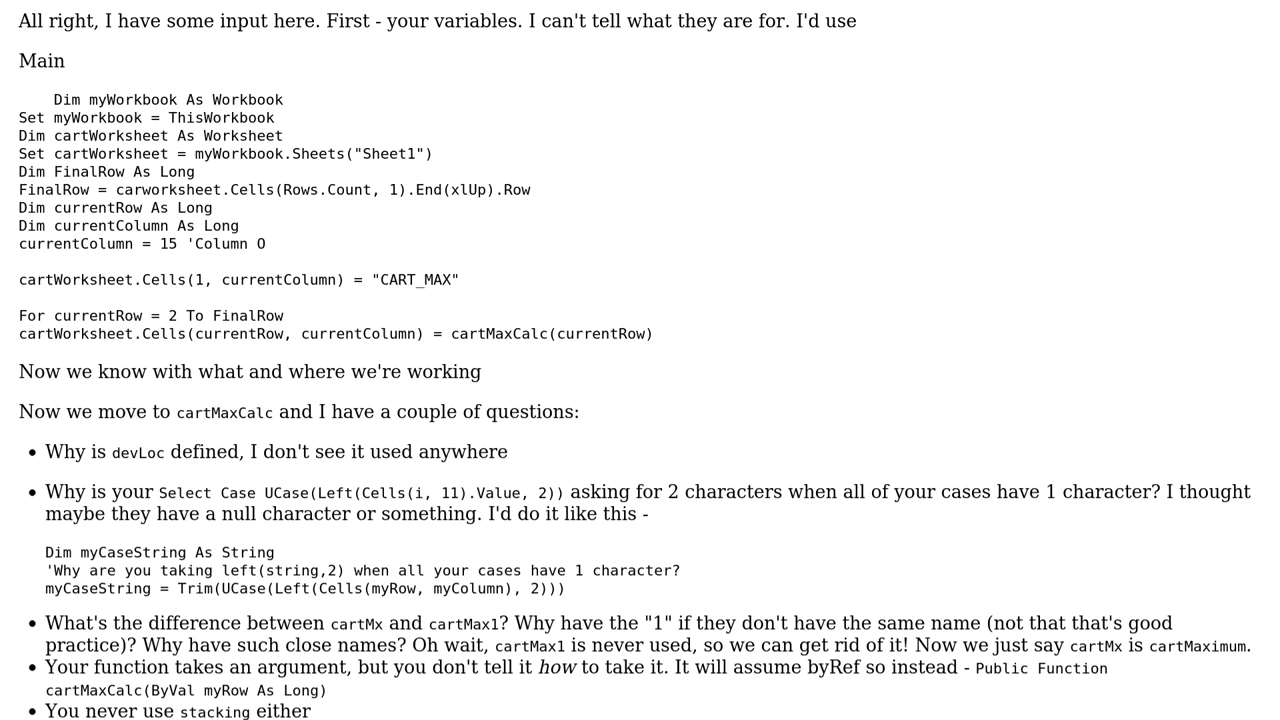 All right, I have some input here. First - your variables. I can't tell what they are for. I'd use
Main
    Dim myWorkbook As Workbook
Set myWorkbook = ThisWorkbook
Dim cartWorksheet As Worksheet
Set cartWorksheet = myWorkbook.Sheets("Sheet1")
Dim FinalRow As Long
FinalRow = carworksheet.Cells(Rows.Count, 1).End(xlUp).Row
Dim currentRow As Long
Dim currentColumn As Long
currentColumn = 15 'Column O
cartWorksheet.Cells(1, currentColumn) = "CART_MAX"
For currentRow = 2 To FinalRow
cartWorksheet.Cells(currentRow, currentColumn) = cartMaxCalc(currentRow)
Now we know with what and where we're working
Now we move to cartMaxCalc and I have a couple of questions:
• Why is devLoc defined, I don't see it used anywhere
• Why is your Select Case UCase(Left(Cells(i, 11).Value, 2)) asking for 2 characters when all of your cases have 1 character? I thought
maybe they have a null character or something. I'd do it like this -
Dim myCaseString As String
'Why are you taking left(string,2) when all your cases have 1 character?
myCaseString = Trim(UCase(Left(Cells(myRow, myColumn), 2)))
• What's the difference between cartMx and cartMax1? Why have the "1" if they don't have the same name (not that that's good
practice)? Why have such close names? Oh wait, cartMax1 is never used, so we can get rid of it! Now we just say cartMx is cartMaximum.
• Your function takes an argument, but you don't tell it how to take it. It will assume byRef so instead - Public Function
cartMaxCalc(ByVal myRow As Long)
• You never use stacking either